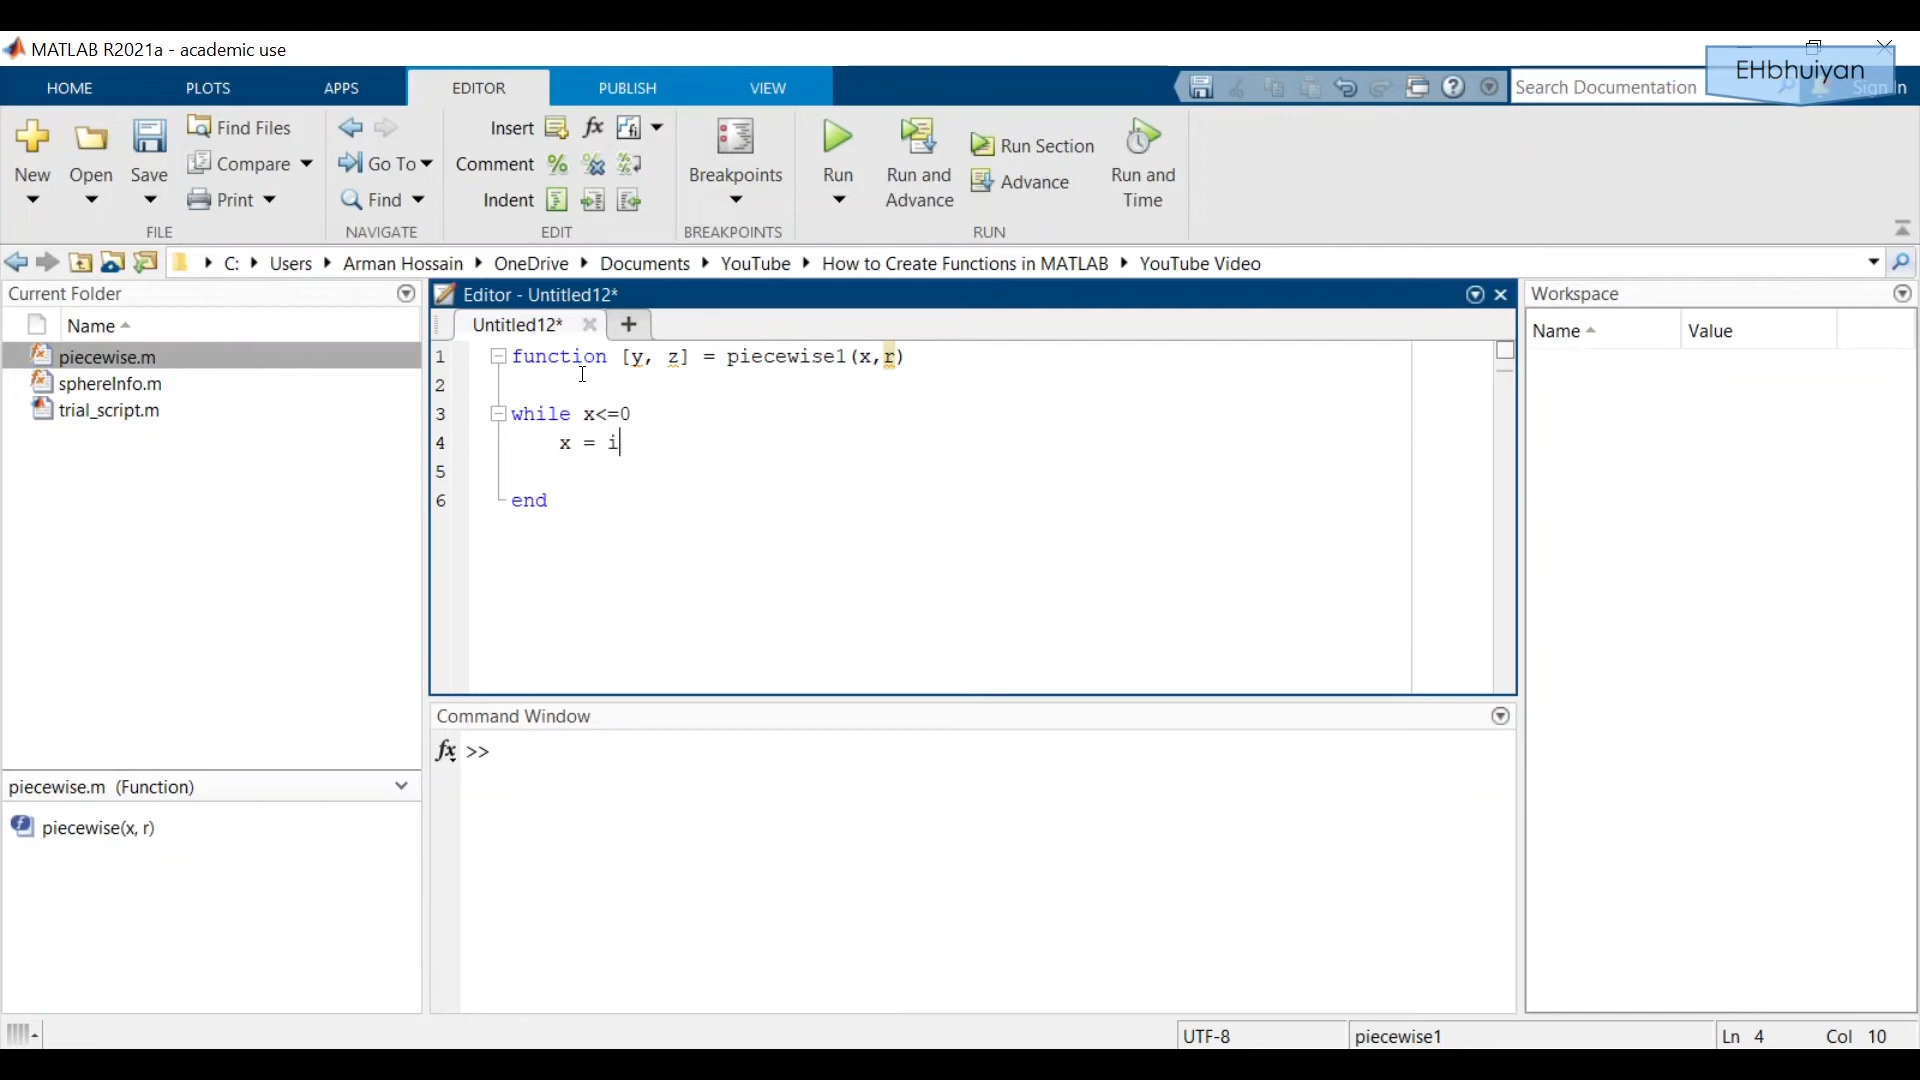 MATLAB R2021a - academic use
EHbhuiyan
HOME PLOTS APPS EDITOR PUBLISH VIEW
Search Documentation
New
Open
Save
Find Files
Compare
Print
FILE
Go To
Find
NAVIGATE
Insert fx
Comment
Indent
EDIT
Breakpoints
BREAKPOINTS
Run
Run and
Advance
Run Section
Advance
Run and
Time
RUN
C: Users Arman Hossain OneDrive Documents YouTube How to Create Functions in MATLAB YouTube Video
Current Folder
Name
piecewise.m
sphereInfo.m
trial_script.m
piecewise.m (Function)
piecewise(x, r)
Editor - Untitled12*
Untitled12*
1 function [y, z] = piecewise1(x,r)
2
3 while x<=0
4 x = i
5
6 end
Command Window
fx >>
Workspace
Name Value
UTF-8 piecewise1 Ln 4 Col 10